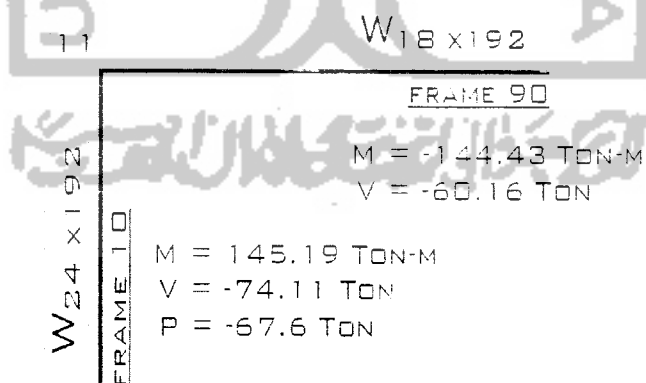 11
W18 x192
FRAME 90
M = -144.43 TON-M
V = -60.16 TON
W24 x192
FRAME 10
M = 145.19 TON-M
V = -74.11 TON
P = -67.6 TON